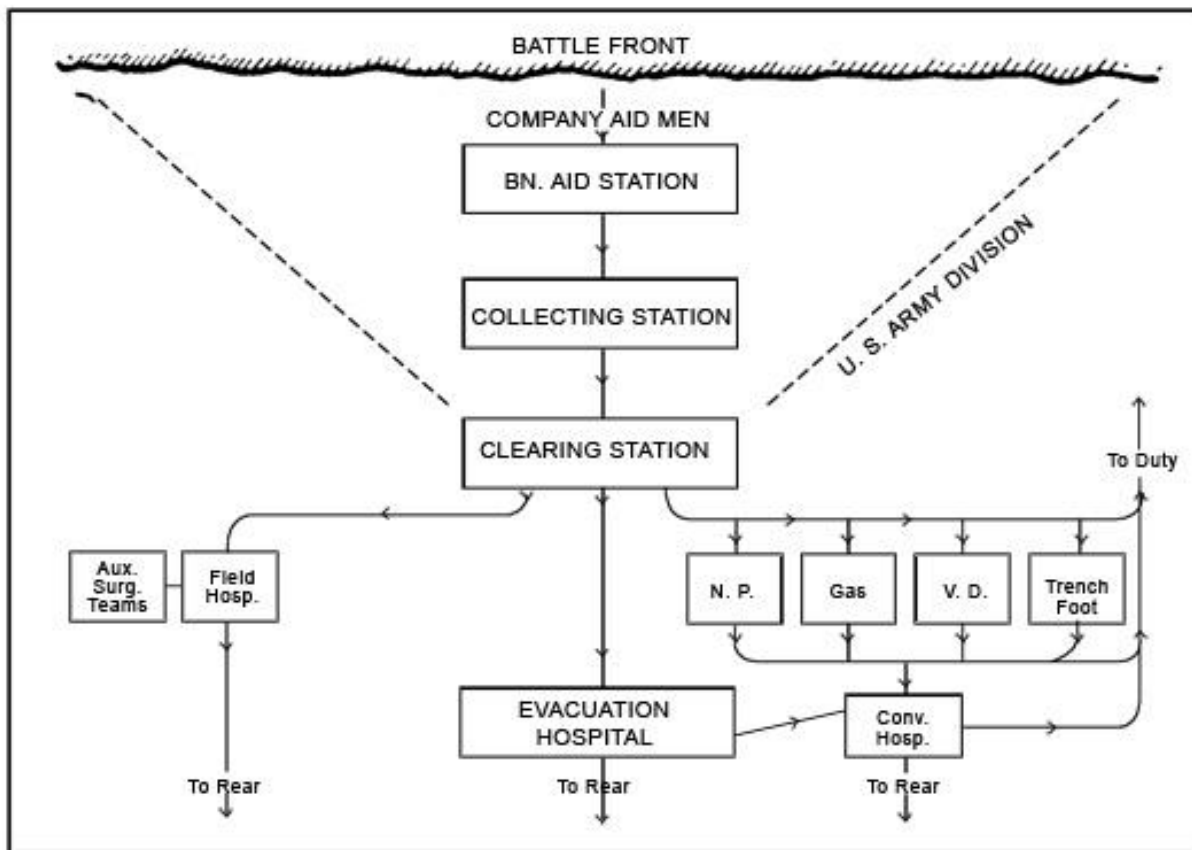 BATTLE FRONT
COMPANY AID MEN
BN. AID STATION
U. S. ARMY DIVISION
COLLECTING STATION
CLEARING STATION
To Duty
Aux.
Surg.
Teams
Field
Hosp.
N. P.
Gas
V. D.
Trench
Foot
EVACUATION
HOSPITAL
Conv.
Hosp.
To Rear
To Rear
To Rear